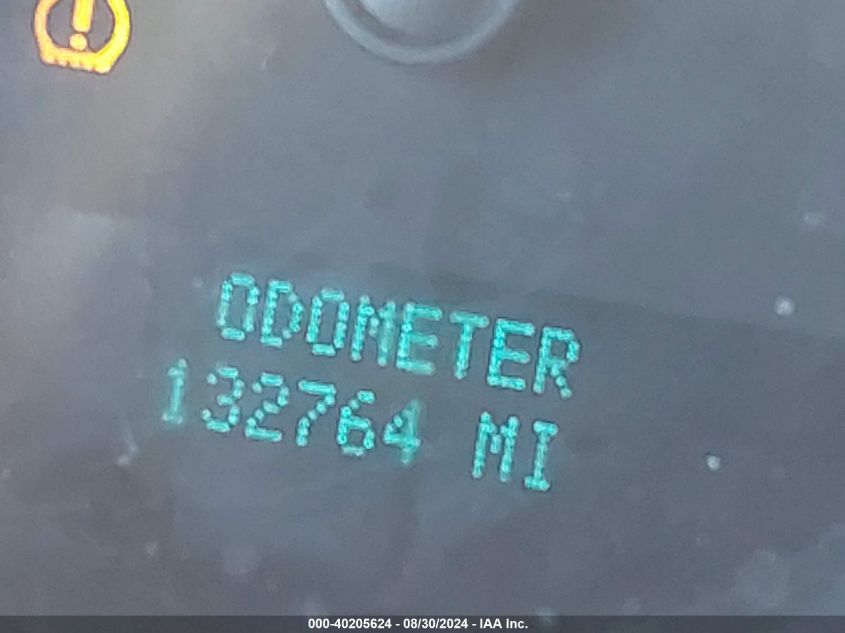 ODOMETER
132764 MI
000-40205624 - 08/30/2024 - IAA Inc.